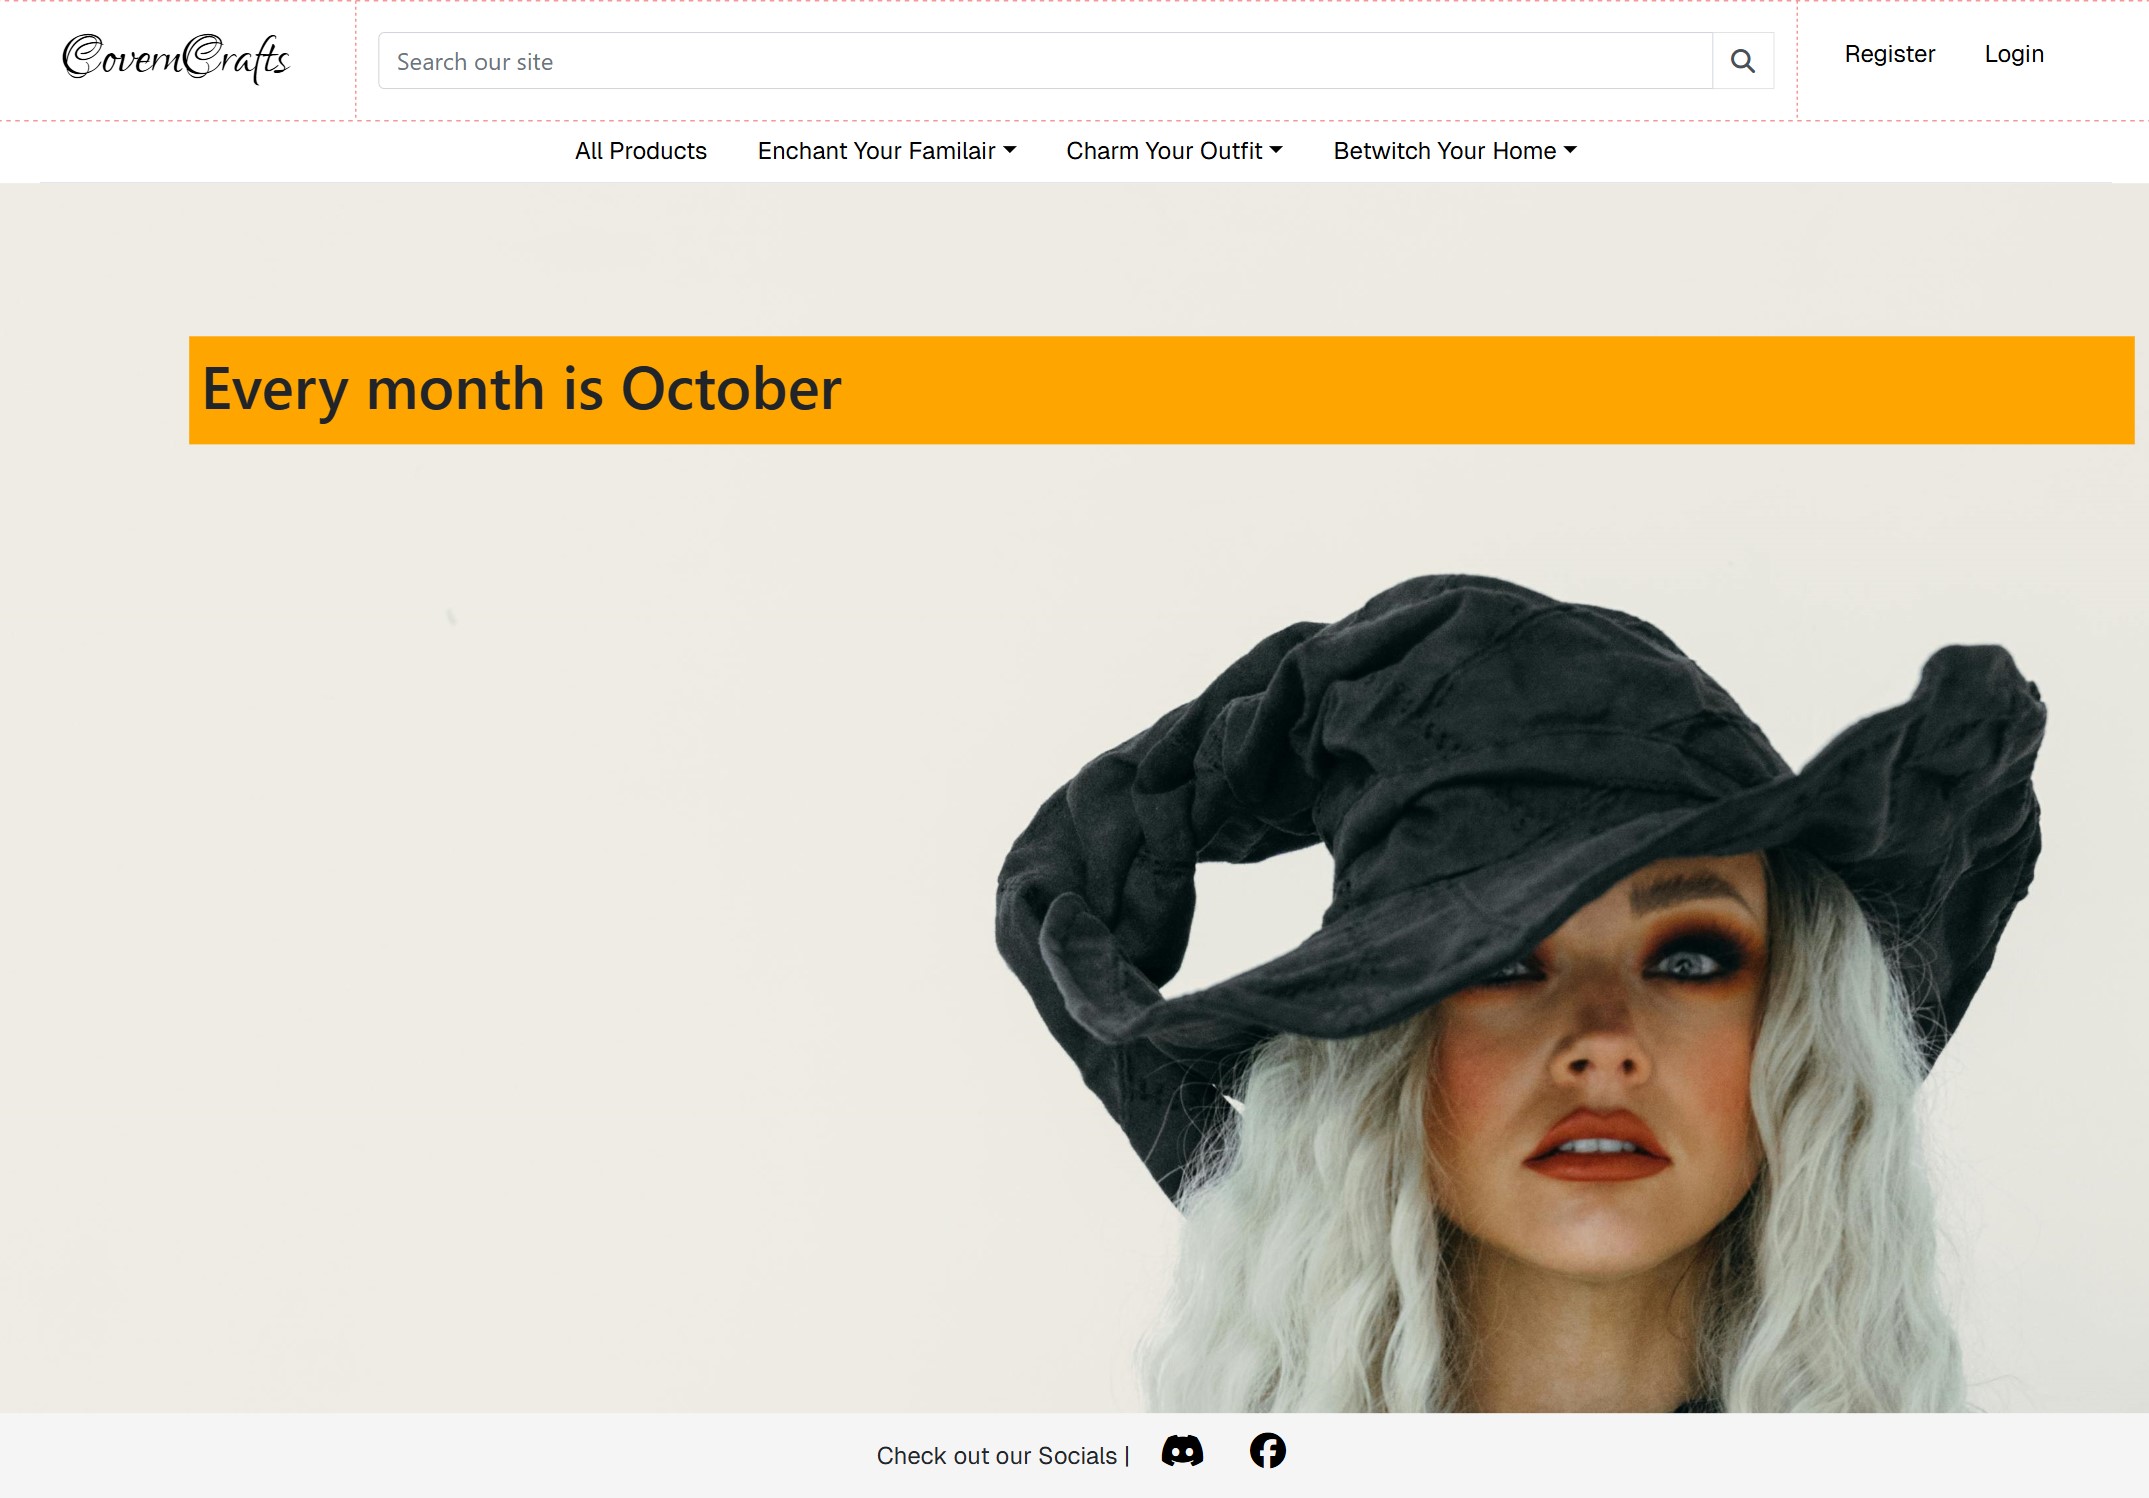 CovernCrafts
Search our site
Register
Login
All Products
Enchant Your Familair
Charm Your Outfit
Betwitch Your Home
Every month is October
Check out our Socials |